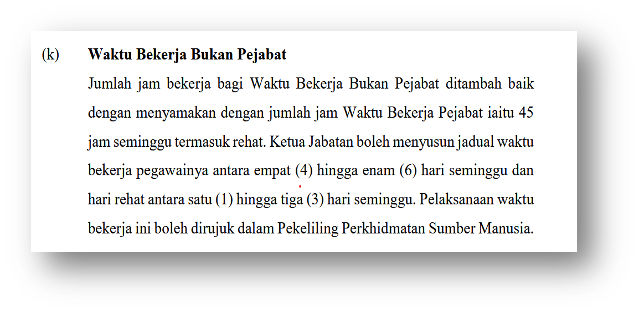 (k) Waktu Bekerja Bukan Pejabat
Jumlah jam bekerja bagi Waktu Bekerja Bukan Pejabat ditambah baik
dengan menyamakan dengan jumlah jam Waktu Bekerja Pejabat iaitu 45
jam seminggu termasuk rehat. Ketua Jabatan boleh menyusun jadual waktu
bekerja pegawainya antara empat (4) hingga enam (6) hari seminggu dan
hari rehat antara satu (1) hingga tiga (3) hari seminggu. Pelaksanaan waktu
bekerja ini boleh dirujuk dalam Pekeliling Perkhidmatan Sumber Manusia.